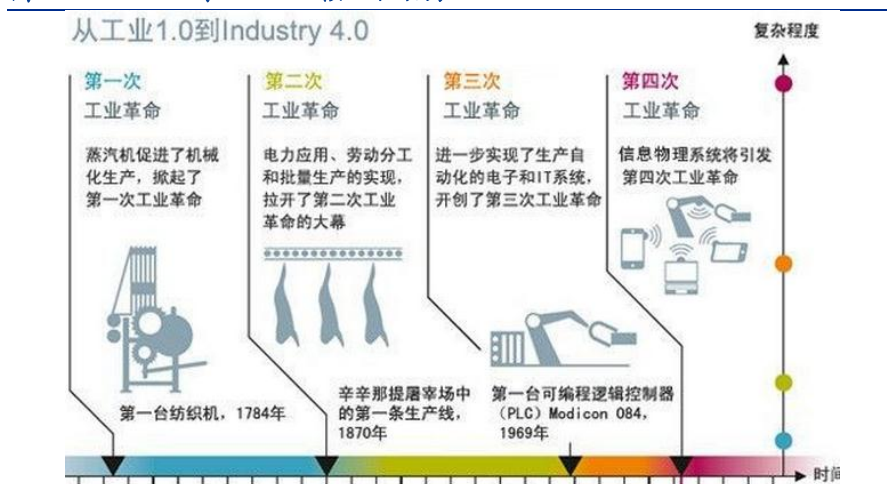 从工业1.0到Industry 4.0
复杂程度
第一次
工业革命
蒸汽机促进了机械
化生产，掀起了
第一次工业革命
第一台纺织机，1784年
第二次
工业革命
电力应用、劳动分工
和批量生产的实现，
拉开了第二次工业
革命的大幕
辛辛那提屠宰场中
的第一条生产线，
1870年
第三次
工业革命
进一步实现了生产自
动化的电子和IT系统，
开创了第三次工业革命
第一台可编程逻辑控制器
（PLC）Modicon 084，
1969年
第四次
工业革命
信息物理系统将引发
第四次工业革命
时间